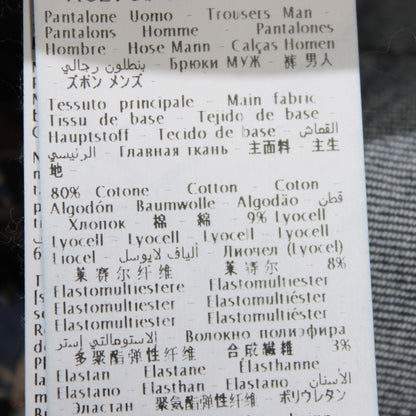 Pantalone Uomo - Trousers Man -
Pantalons Homme - Pantalones
Hombre - Hose Mann - Calças Homen
- بنطلون رجالي - Брюки МУЖ - 裤 男人
- ズボン メンズ
Tessuto principale - Main fabric
Tissu de base - Tejido de base -
Hauptstoff - Tecido de base - القماش
الرئيسي - Главная ткань - 主面料 - 主生
地 -
80% Cotone - Cotton - Coton -
Algodón - Baumwolle - Algodão - قطن
- Хлопок - 棉 - 綿 - 9% Lyocell -
Lyocell - Lyocell - Lyocell - Lyocell -
Liocel - ألياف لايوسل - Лиочел (Lyocel)
- 莱赛尔纤维 - 莱赛尔 - 8%
Elastomultiestere - Elastomultiester -
Elastomultiester - Elastomultiéster -
Elastomultiester - Elastomultiéster
الاستومالتي إستر - Волокно полиэфира
- 多聚酯弹性纤维 - 合成繊維 - 3%
Elastan - Elastane - Élasthanne -
Elastano - Elasthan - Elastano - الأستان
- Эластан - 聚氨酯弹性纤维 - ポリウレタン